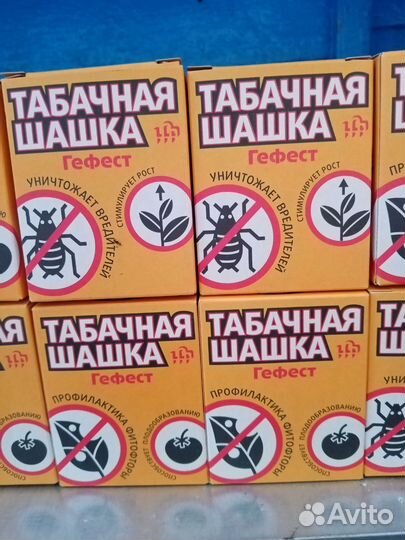 ТАБАЧНАЯ
ШАШКА
Гефест
УНИЧТОЖАЕТ ВРЕДИТЕЛЕЙ
СТИМУЛИРУЕТ РОСТ
ТАБАЧНАЯ
ШАШКА
Гефест
УНИЧТОЖАЕТ ВРЕДИТЕЛЕЙ
СТИМУЛИРУЕТ РОСТ
ТАБАЧНАЯ
ШАШКА
Гефест
ПРОФИЛАКТИКА ФИТОФТОРЫ
СПОСОБСТВУЕТ ПЛОДООБРАЗОВАНИЮ
ТАБАЧНАЯ
ШАШКА
Гефест
ПРОФИЛАКТИКА ФИТОФТОРЫ
СПОСОБСТВУЕТ ПЛОДООБРАЗОВАНИЮ
Avito